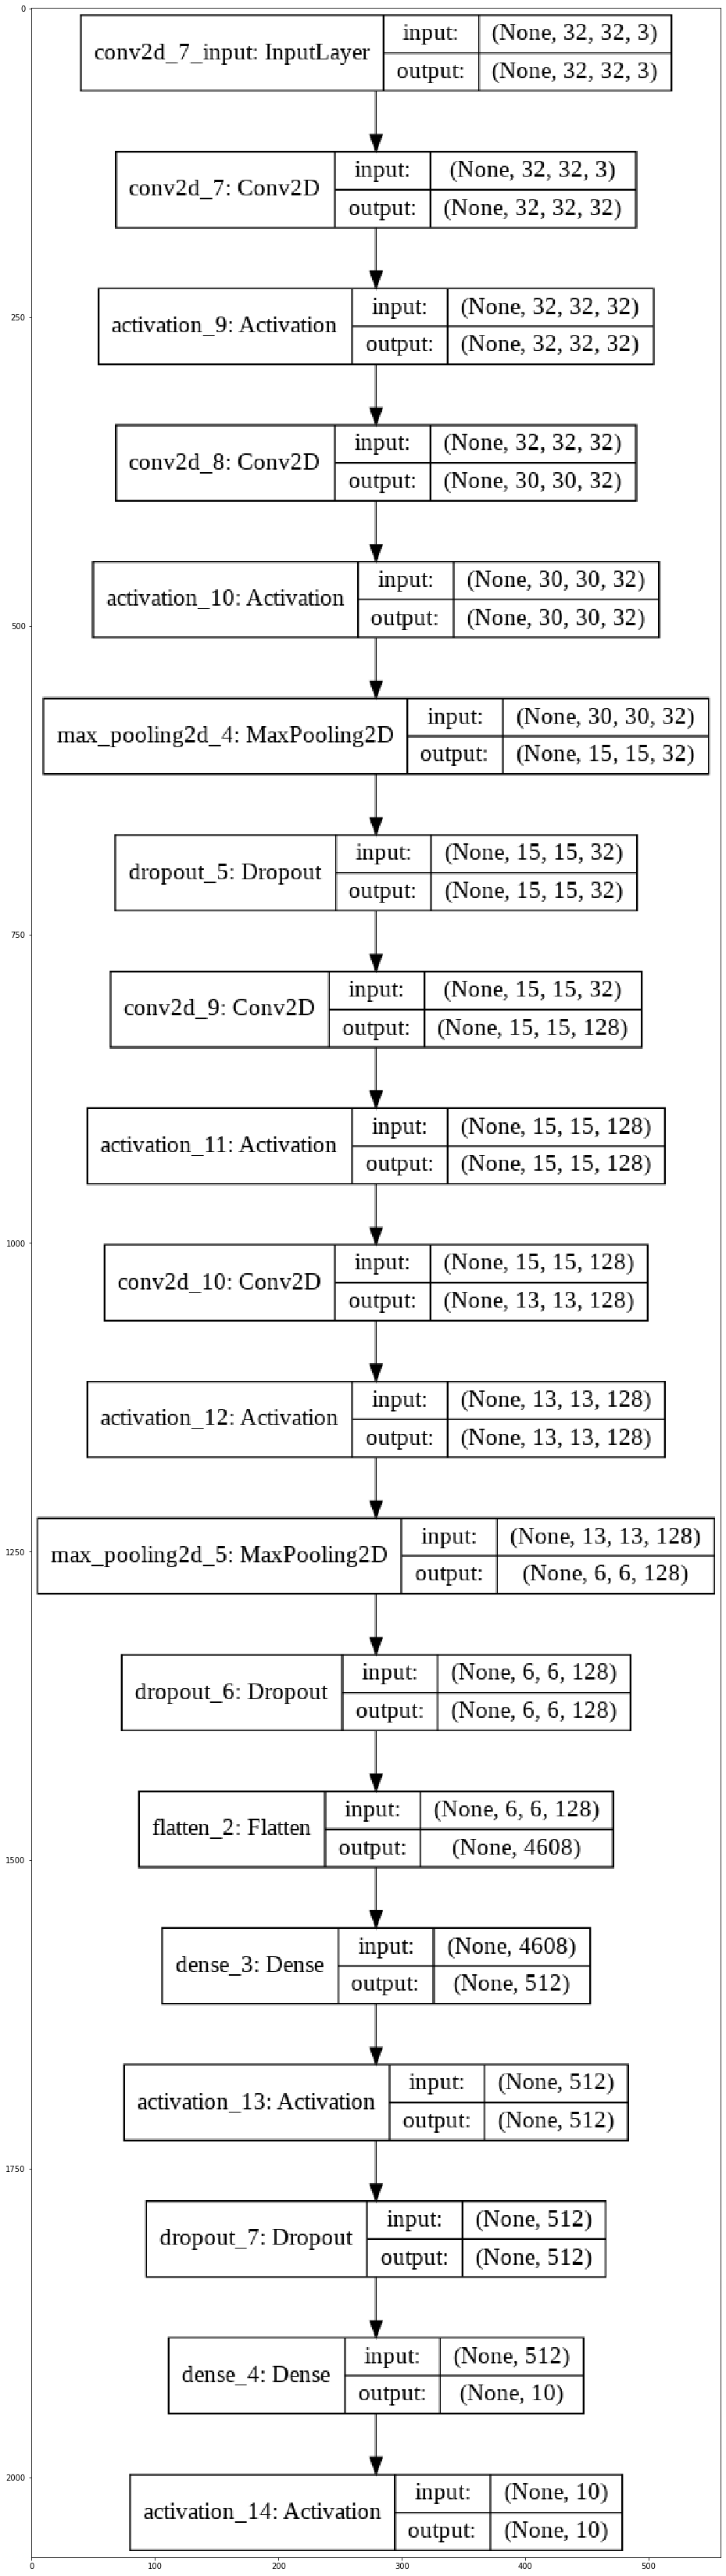 0
conv2d_7_input: InputLayer
input: (None, 32, 32, 3)
output: (None, 32, 32, 3)
conv2d_7: Conv2D
input: (None, 32, 32, 3)
output: (None, 32, 32, 32)
250
activation_9: Activation
input: (None, 32, 32, 32)
output: (None, 32, 32, 32)
conv2d_8: Conv2D
input: (None, 32, 32, 32)
output: (None, 30, 30, 32)
activation_10: Activation
input: (None, 30, 30, 32)
output: (None, 30, 30, 32)
500
max_pooling2d_4: MaxPooling2D
input: (None, 30, 30, 32)
output: (None, 15, 15, 32)
dropout_5: Dropout
input: (None, 15, 15, 32)
output: (None, 15, 15, 32)
750
conv2d_9: Conv2D
input: (None, 15, 15, 32)
output: (None, 15, 15, 128)
activation_11: Activation
input: (None, 15, 15, 128)
output: (None, 15, 15, 128)
1000
conv2d_10: Conv2D
input: (None, 15, 15, 128)
output: (None, 13, 13, 128)
activation_12: Activation
input: (None, 13, 13, 128)
output: (None, 13, 13, 128)
1250
max_pooling2d_5: MaxPooling2D
input: (None, 13, 13, 128)
output: (None, 6, 6, 128)
dropout_6: Dropout
input: (None, 6, 6, 128)
output: (None, 6, 6, 128)
flatten_2: Flatten
input: (None, 6, 6, 128)
output: (None, 4608)
1500
dense_3: Dense
input: (None, 4608)
output: (None, 512)
activation_13: Activation
input: (None, 512)
output: (None, 512)
1750
dropout_7: Dropout
input: (None, 512)
output: (None, 512)
dense_4: Dense
input: (None, 512)
output: (None, 10)
2000
activation_14: Activation
input: (None, 10)
output: (None, 10)
0 100 200 300 400 500